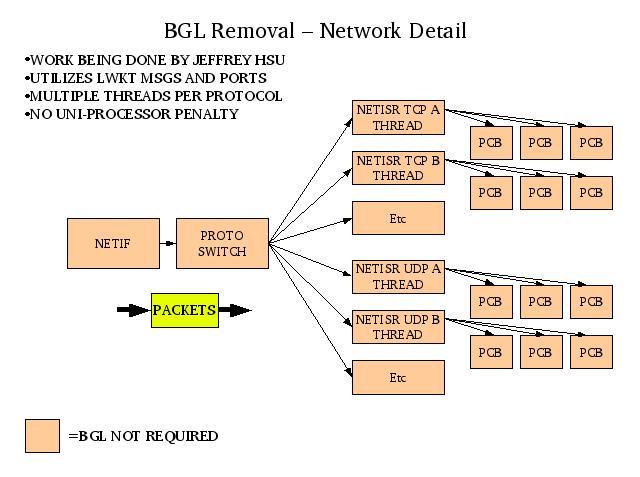 BGL Removal – Network Detail
•WORK BEING DONE BY JEFFREY HSU
•UTILIZES LWKT MSGS AND PORTS
•MULTIPLE THREADS PER PROTOCOL
•NO UNI-PROCESSOR PENALTY
NETISR TCP A
THREAD
PCB PCB PCB
NETISR TCP B
THREAD
PCB PCB PCB
Etc
NETIF
PROTO
SWITCH
NETISR UDP A
THREAD
PCB PCB PCB
PACKETS
NETISR UDP B
THREAD
PCB PCB PCB
Etc
=BGL NOT REQUIRED